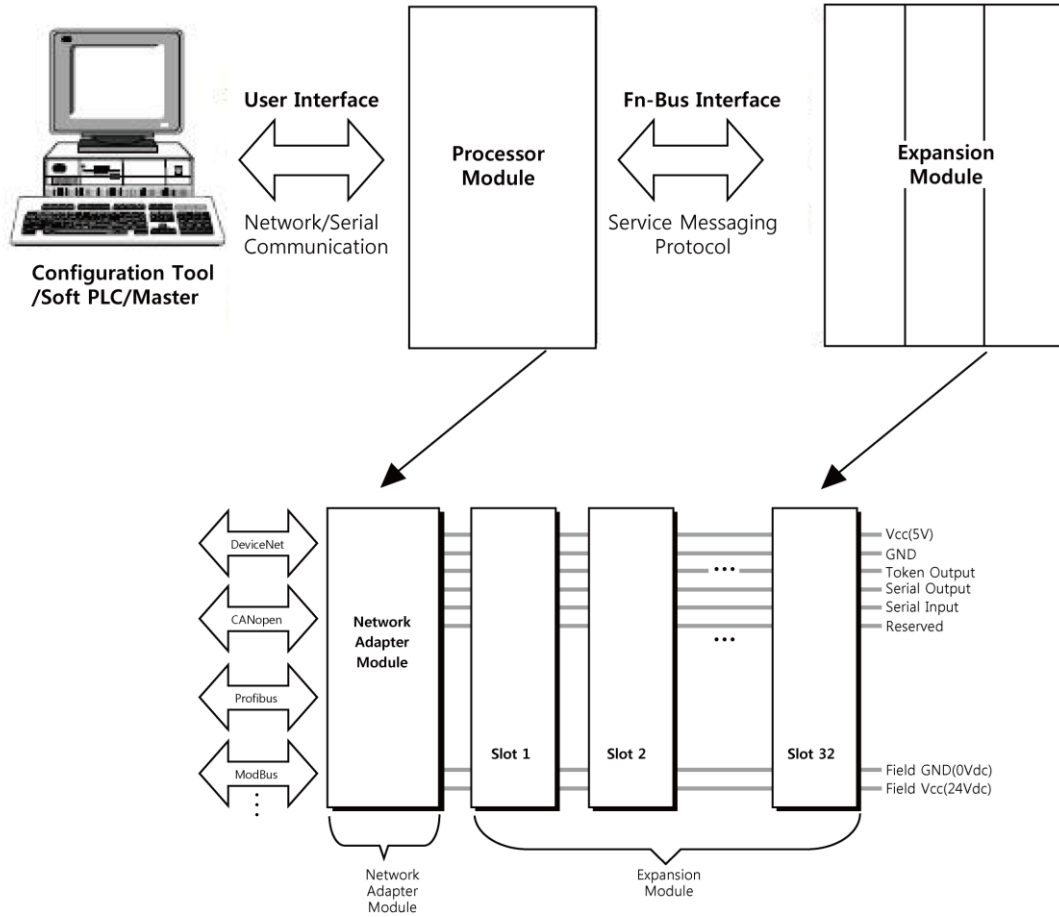 User Interface
Network/Serial
Communication
Configuration Tool
/Soft PLC/Master
Processor
Module
Fn-Bus Interface
Service Messaging
Protocol
Expansion
Module
DeviceNet
CANopen
Profibus
ModBus
Network
Adapter
Module
Slot 1
Slot 2
Slot 32
Vcc(5V)
GND
Token Output
Serial Output
Serial Input
Reserved
Field GND(0Vdc)
Field Vcc(24Vdc)
Network
Adapter
Module
Expansion
Module